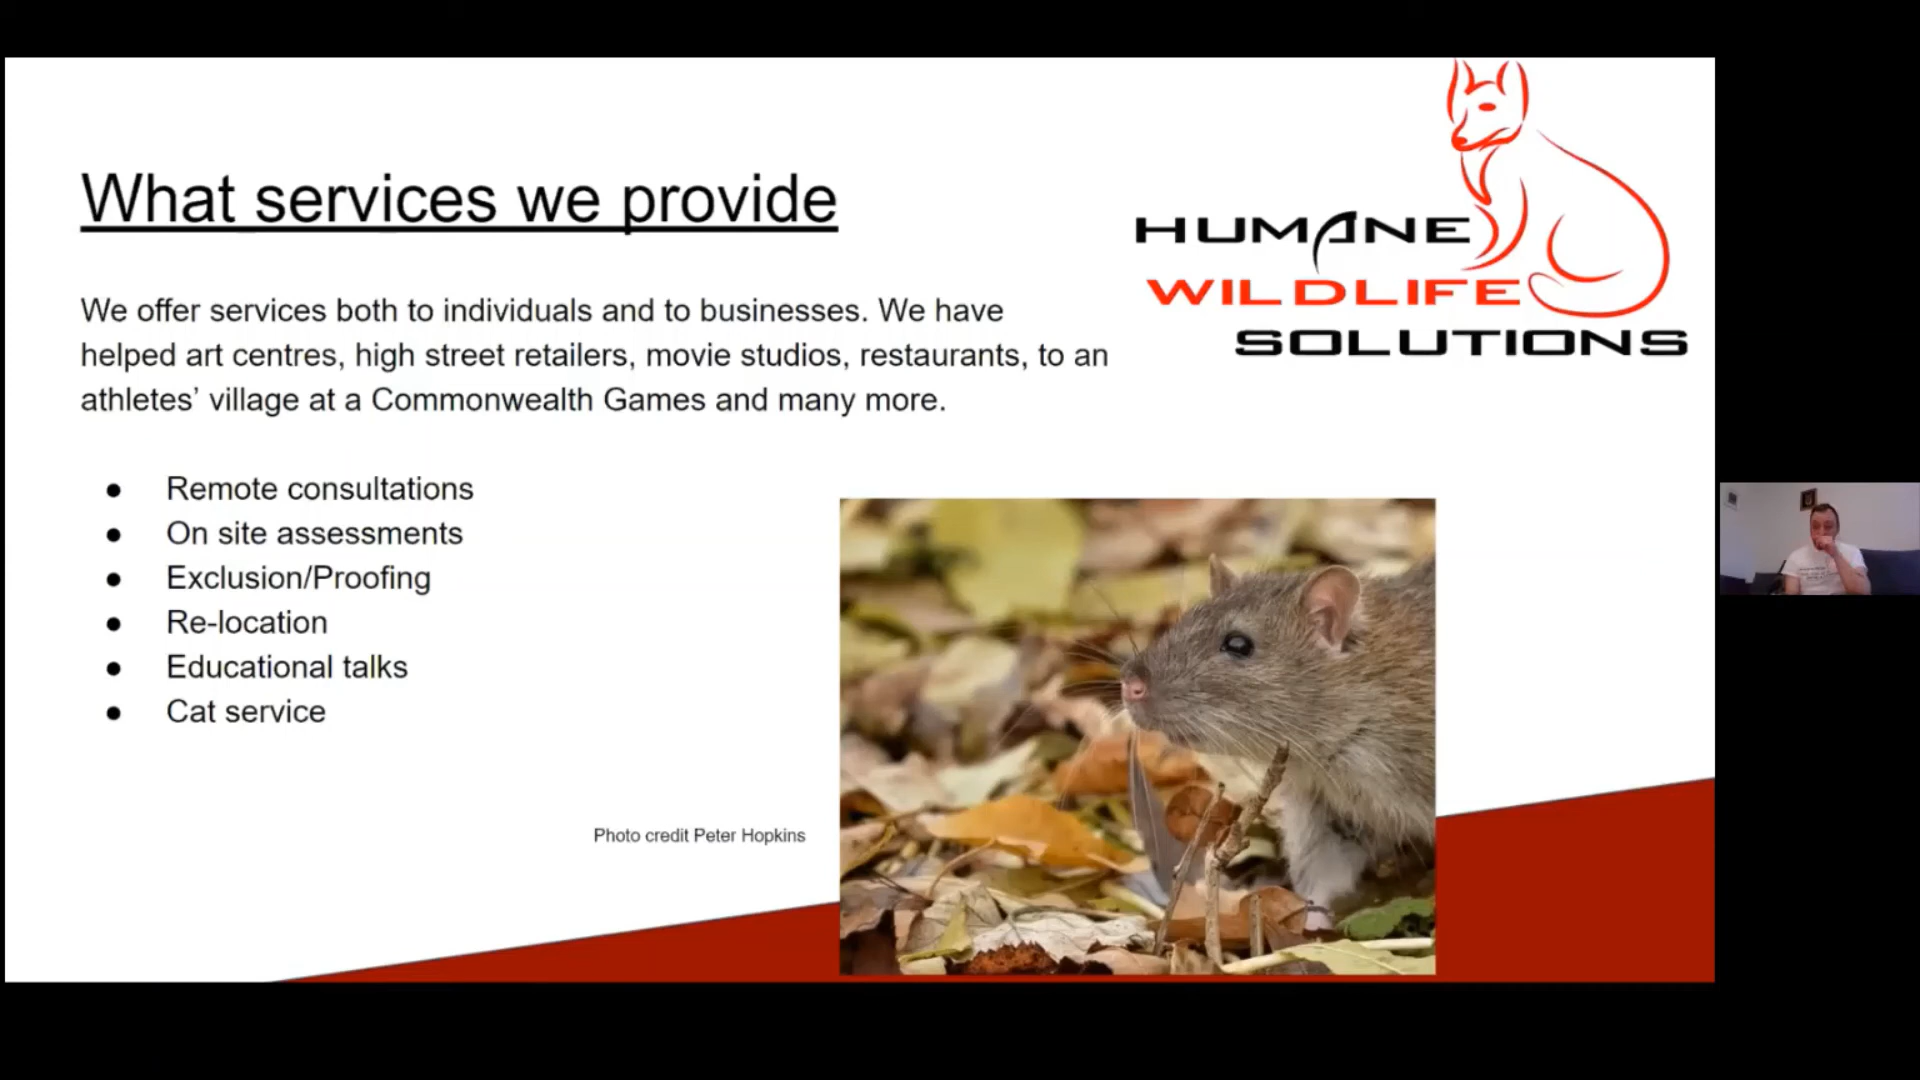 What services we provide
HUMANE
WILDLIFE
SOLUTIONS
We offer services both to individuals and to businesses. We have
helped art centres, high street retailers, movie studios, restaurants, to an
athletes’ village at a Commonwealth Games and many more.
● Remote consultations
● On site assessments
● Exclusion/Proofing
● Re-location
● Educational talks
● Cat service
Photo credit Peter Hopkins